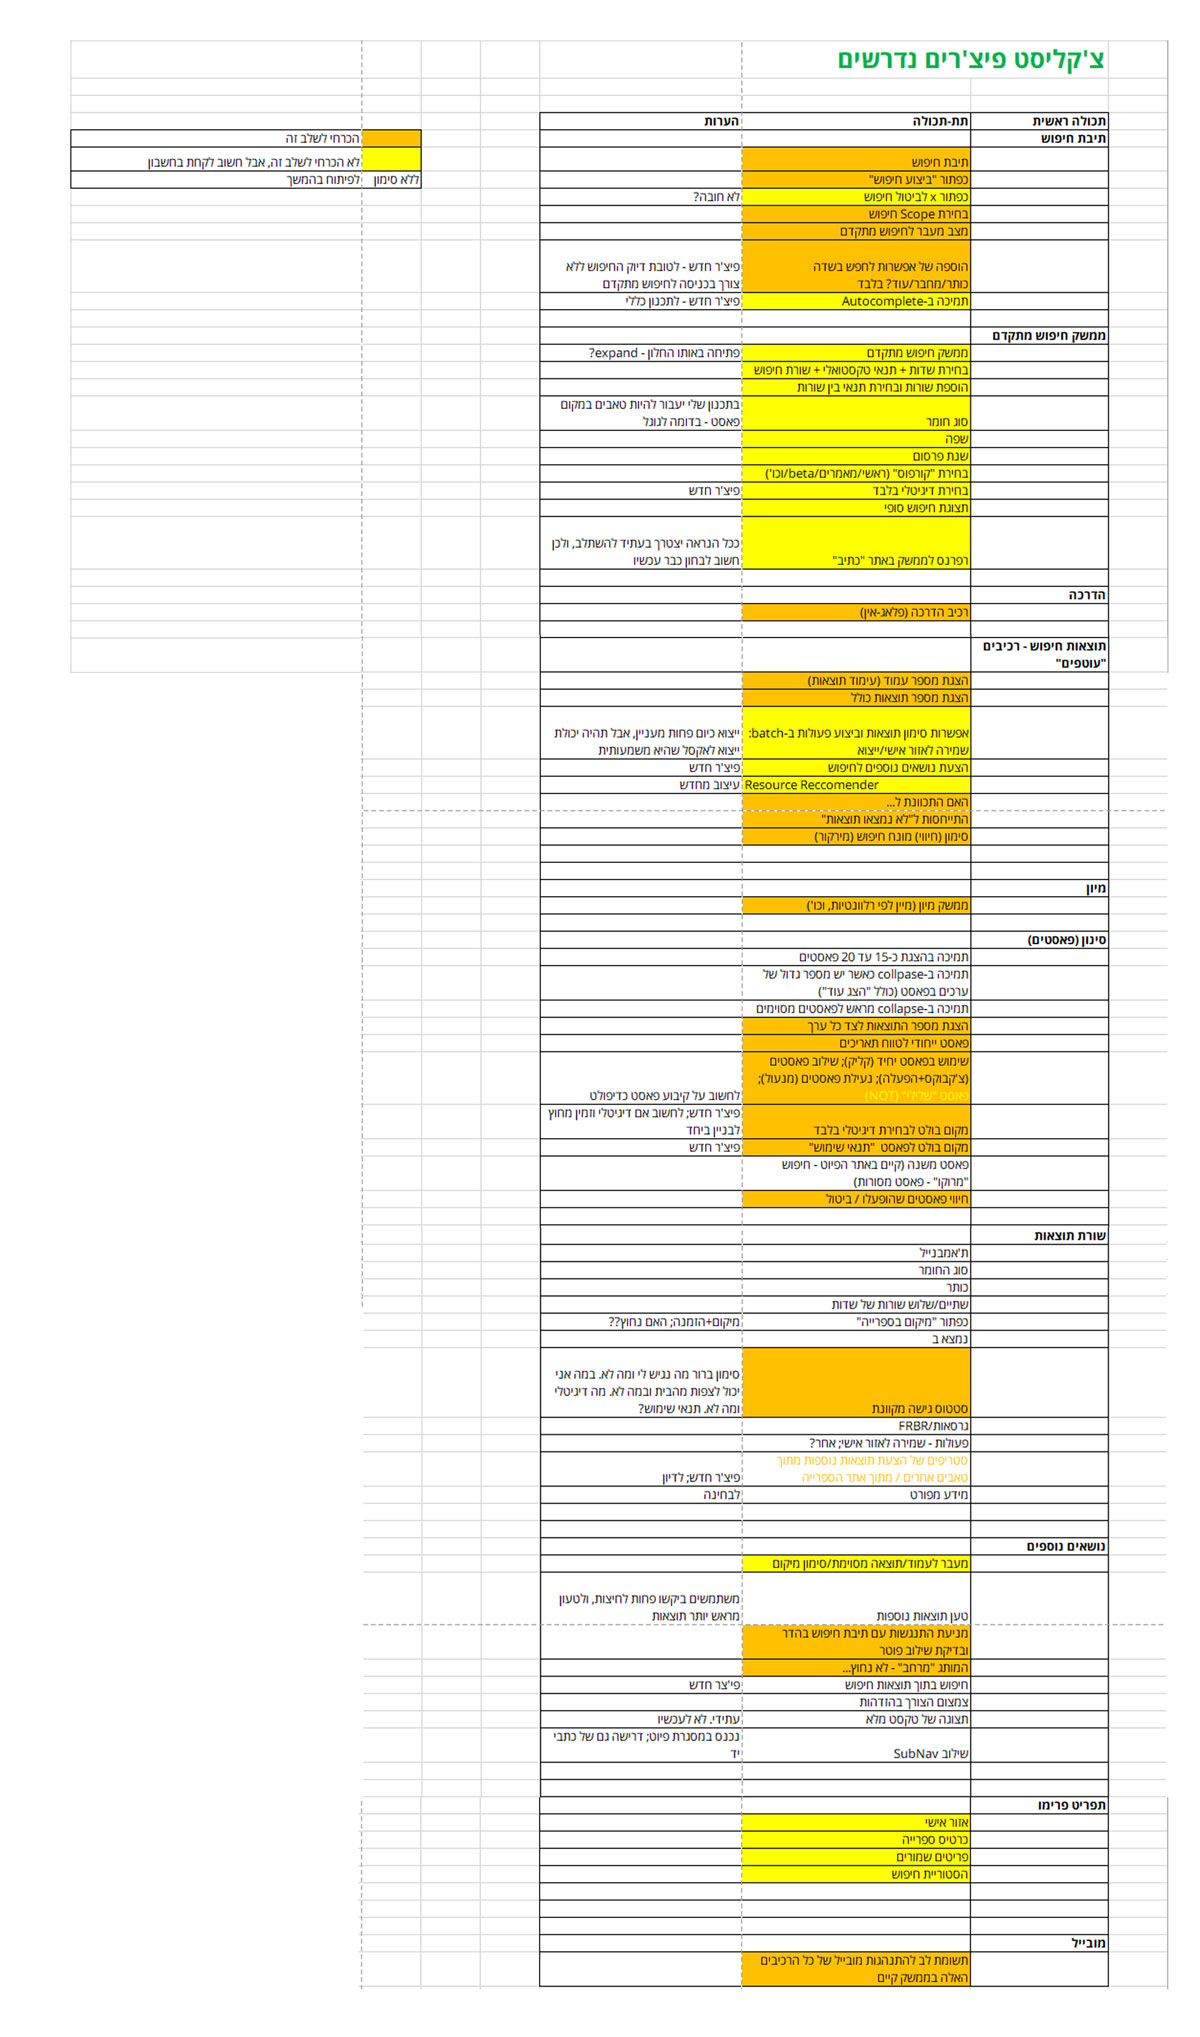 צ'קליסט פיצ'רים נדרשים
תכולה ראשית תת-תכולה הערות
תיבת חיפוש
הכרחי לשלב זה
תיבת חיפוש
לא הכרחי לשלב זה, אבל חשוב לקחת בחשבון
כפתור "ביצוע חיפוש"
ללא סימון לפיתוח בהמשך
כפתור x לביטול חיפוש לא חובה?
בחירת Scope חיפוש
מצב מעבר לחיפוש מתקדם
הוספה של אפשרות לחפש בשדה
כותר/מחבר/עוד? בלבד
פיצ'ר חדש - לטובת דיוק החיפוש ללא
צורך בכניסה לחיפוש מתקדם
תמיכה ב-Autocomplete פיצ'ר חדש - לתכנון כללי
ממשק חיפוש מתקדם
ממשק חיפוש מתקדם פתיחה באותו החלון - expand?
בחירת שדות + תנאי טקסטואלי + שורת חיפוש
הוספת שורות ובחירת תנאי בין שורות
סוג חומר
בתכנון שלי יעבור להיות טאבים במקום
פאסט - בדומה לגוגל
שפה
שנת פרסום
בחירת "קורפוס" (ראשי/מאמרים/beta/וכו')
בחירת דיגיטלי בלבד פיצ'ר חדש
תצוגת חיפוש סופי
רפרנס לממשק באתר "כתיב"
ככל הנראה יצטרך בעתיד להשתלב, ולכן
חשוב לבחון כבר עכשיו
הדרכה
רכיב הדרכה (פלאג-אין)
תוצאות חיפוש - רכיבים
"עוטפים"
הצגת מספר עמוד (עימוד תוצאות)
הצגת מספר תוצאות כולל
אפשרות סימון תוצאות וביצוע פעולות ב-batch:
שמירה לאזור אישי/ייצוא
ייצוא כיום פחות מעניין, אבל תהיה יכולת
ייצוא לאקסל שהיא משמעותית
הצעת נושאים נוספים לחיפוש פיצ'ר חדש
Resource Reccomender עיצוב מחדש
האם התכוונת ל...
התייחסות ל"לא נמצאו תוצאות"
סימון (חיווי) מונח חיפוש (מירקור)
מיון
ממשק מיון (מיין לפי רלוונטיות, וכו')
סינון (פאסטים)
תמיכה בהצגת כ-15 עד 20 פאסטים
תמיכה ב-collpase כאשר יש מספר גדול של
ערכים בפאסט (כולל "הצג עוד")
תמיכה ב-collapse מראש לפאסטים מסוימים
הצגת מספר התוצאות לצד כל ערך
פאסט ייחודי לטווח תאריכים
שימוש בפאסט יחיד (קליק); שילוב פאסטים
(צ'קבוקס+הפעלה); נעילת פאסטים (מנעול);
פאסט "שלילי" (NOT) לחשוב על קיבוע פאסט כדיפולט
מקום בולט לבחירת דיגיטלי בלבד
פיצ'ר חדש; לחשוב אם דיגיטלי וזמין מחוץ
לבניין ביחד
מקום בולט לפאסט "תנאי שימוש" פיצ'ר חדש
פאסט משנה (קיים באתר הפיוט - חיפוש
"מרוקו" - פאסט מסורות)
חיווי פאסטים שהופעלו / ביטול
שורת תוצאות
ת'אמבנייל
סוג החומר
כותר
שתיים/שלוש שורות של שדות
כפתור "מיקום בספרייה" מיקום+הזמנה; האם נחוץ??
נמצא ב
סטטוס גישה מקוונת
סימון ברור מה נגיש לי ומה לא. במה אני
יכול לצפות מהבית ובמה לא. מה דיגיטלי
ומה לא. תנאי שימוש?
גרסאות/FRBR
פעולות - שמירה לאזור אישי; אחר?
סטריפים של הצעת תוצאות נוספות מתוך
טאבים אחרים / מתוך אתר הספרייה פיצ'ר חדש; לדיון
מידע מפורט לבחינה
נושאים נוספים
מעבר לעמוד/תוצאה מסוימת/סימון מיקום
טען תוצאות נוספות
משתמשים ביקשו פחות לחיצות, ולטעון
מראש יותר תוצאות
מניעת התנגשות עם תיבת חיפוש בהדר
ובדיקת שילוב פוטר
המותג "מרחב" - לא נחוץ...
חיפוש בתוך תוצאות חיפוש פי'צר חדש
צמצום הצורך בהזדהות
תצוגה של טקסט מלא עתידי. לא לעכשיו
שילוב SubNav
נכנס במסגרת פיוט; דרישה גם של כתבי
יד
תפריט פרימו
אזור אישי
כרטיס ספרייה
פריטים שמורים
הסטוריית חיפוש
מובייל
תשומת לב להתנהגות מובייל של כל הרכיבים
האלה בממשק קיים